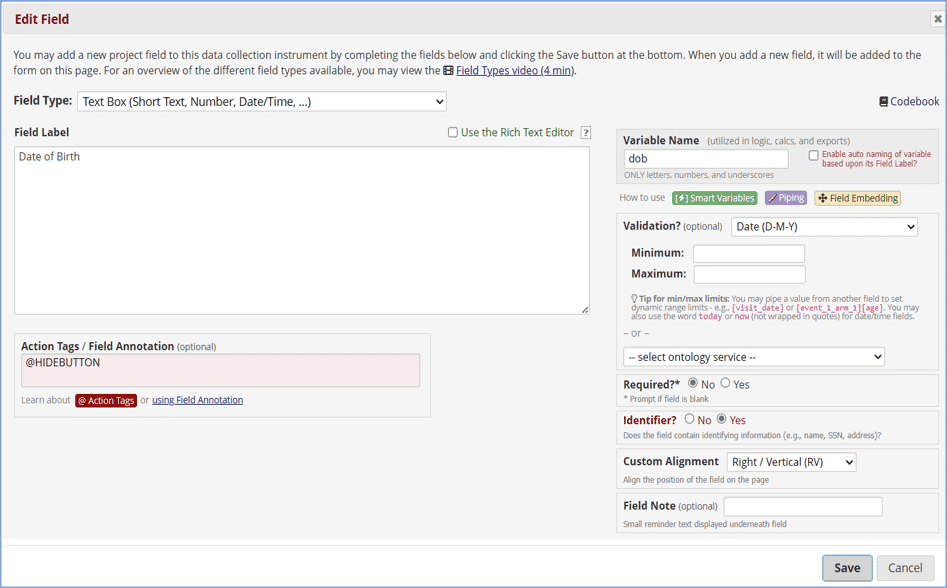 Edit Field
You may add a new project field to this data collection instrument by completing the fields below and clicking the Save button at the bottom. When you add a new field, it will be added to the
form on this page. For an overview of the different field types available, you may view the Field Types video (4 min).
Field Type: Text Box (Short Text, Number, Date/Time, ...)
Codebook
Field Label
Use the Rich Text Editor ?
Date of Birth
Action Tags / Field Annotation (optional)
@HIDEBUTTON
Learn about @ Action Tags or using Field Annotation
Variable Name (utilized in logic, calcs, and exports)
dob
Enable auto naming of variable
based upon its Field Label?
ONLY letters, numbers, and underscores
How to use [⚡] Smart Variables Piping Field Embedding
Validation? (optional) Date (D-M-Y)
Minimum:
Maximum:
Tip for min/max limits: You may pipe a value from another field to set
dynamic range limits - e.g., [visit_date] or [event_1_arm_1][age]. You may
also use the word today or now (not wrapped in quotes) for date/time fields.
– or –
-- select ontology service --
Required?* No Yes
* Prompt if field is blank
Identifier? No Yes
Does the field contain identifying information (e.g., name, SSN, address)?
Custom Alignment Right / Vertical (RV)
Align the position of the field on the page
Field Note (optional)
Small reminder text displayed underneath field
Save
Cancel